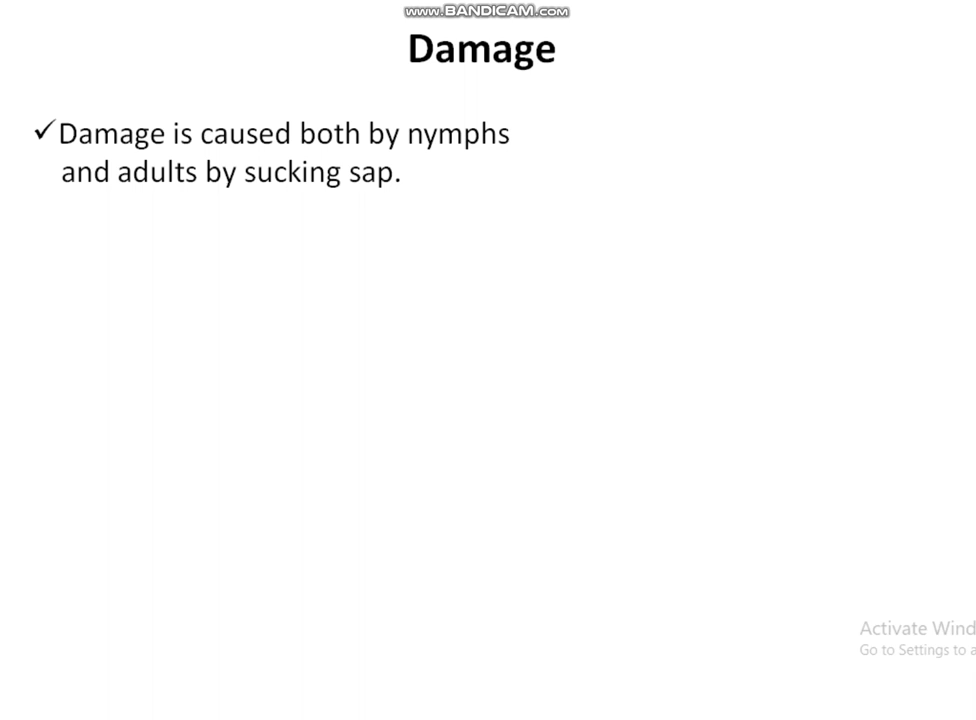 www.BANDICAM.com
Damage
✓Damage is caused both by nymphs
and adults by sucking sap.
Activate Wind
Go to Settings to a